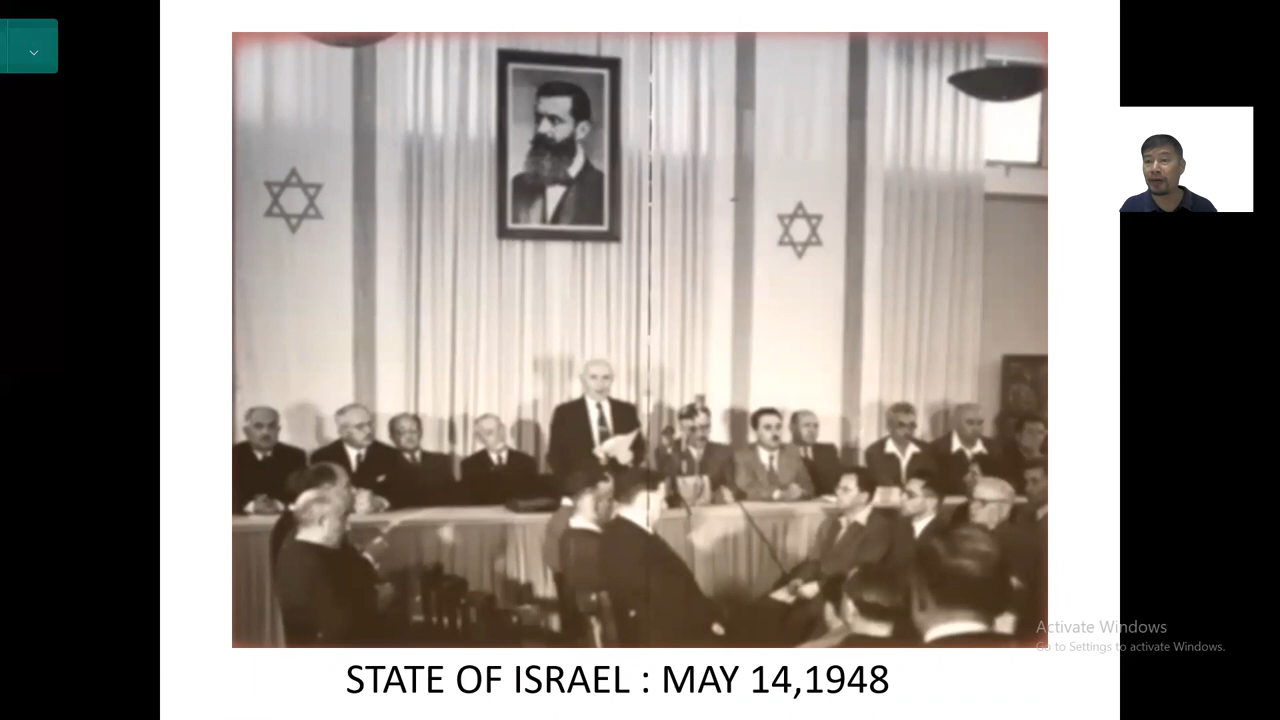 STATE OF ISRAEL : MAY 14,1948
Activate Windows
Go to Settings to activate Windows.